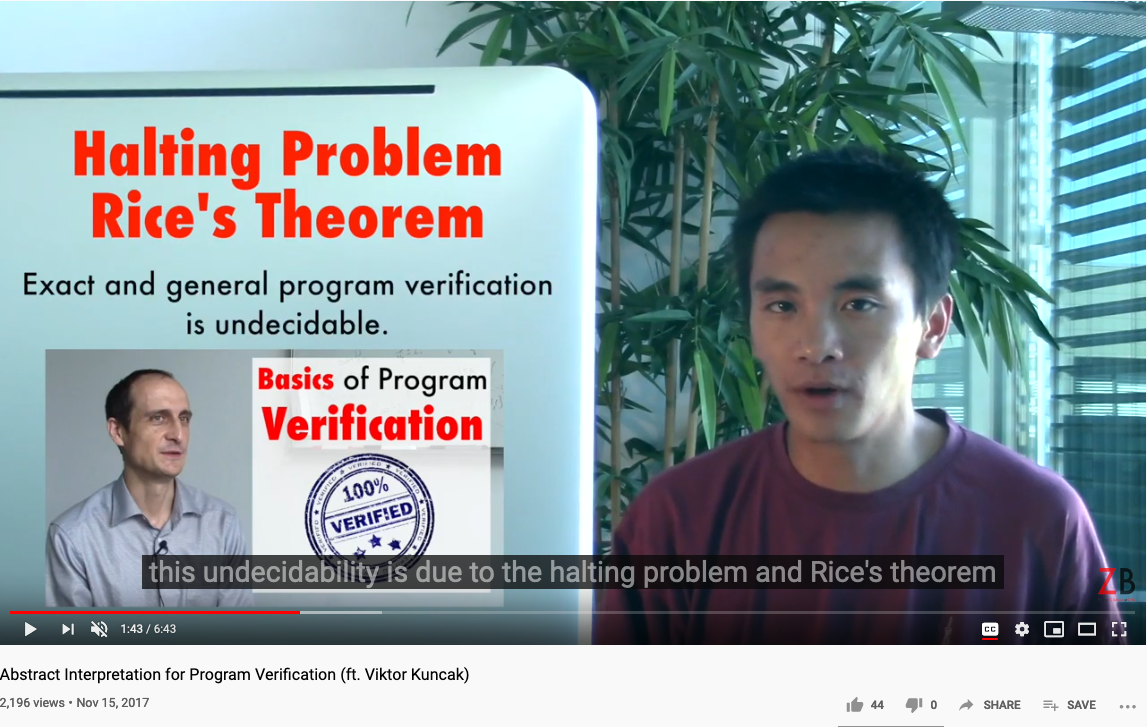 Halting Problem
Rice's Theorem
Exact and general program verification
is undecidable.
Basics of Program
Verification
VERIFIED
100%
VERIFIED
this undecidability is due to the halting problem and Rice's theorem
ZB
1:43 / 6:43
CC
Abstract Interpretation for Program Verification (ft. Viktor Kuncak)
2,196 views • Nov 15, 2017
44
0
SHARE
SAVE